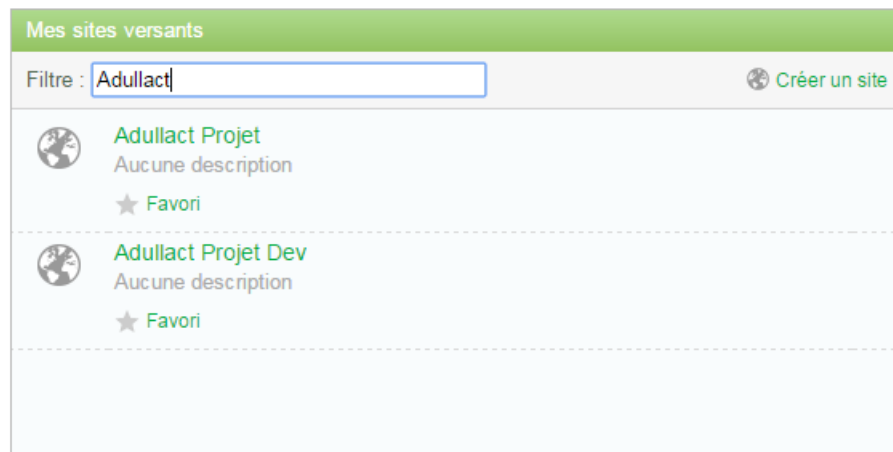 Mes sites versants
Filtre : Adullact Créer un site
Adullact Projet
Aucune description
Favori
Adullact Projet Dev
Aucune description
Favori